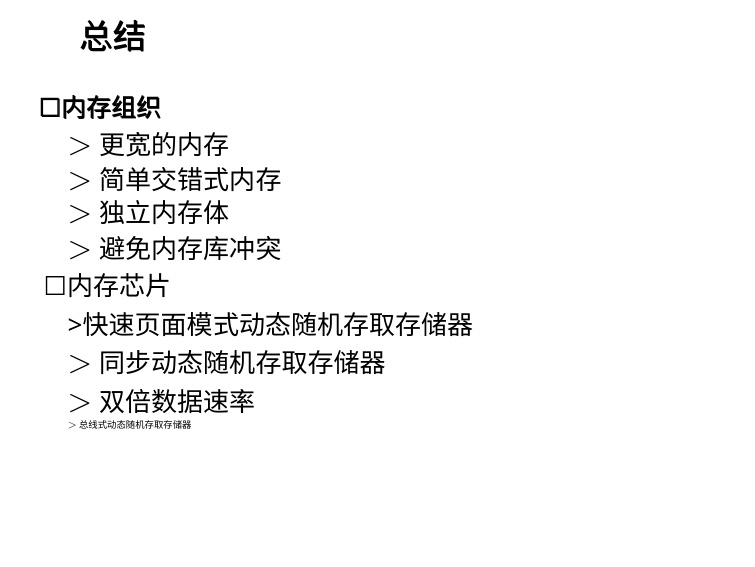 总结
□内存组织
＞ 更宽的内存
＞ 简单交错式内存
＞ 独立内存体
＞ 避免内存库冲突
□内存芯片
>快速页面模式动态随机存取存储器
＞ 同步动态随机存取存储器
＞ 双倍数据速率
＞ 总线式动态随机存取存储器